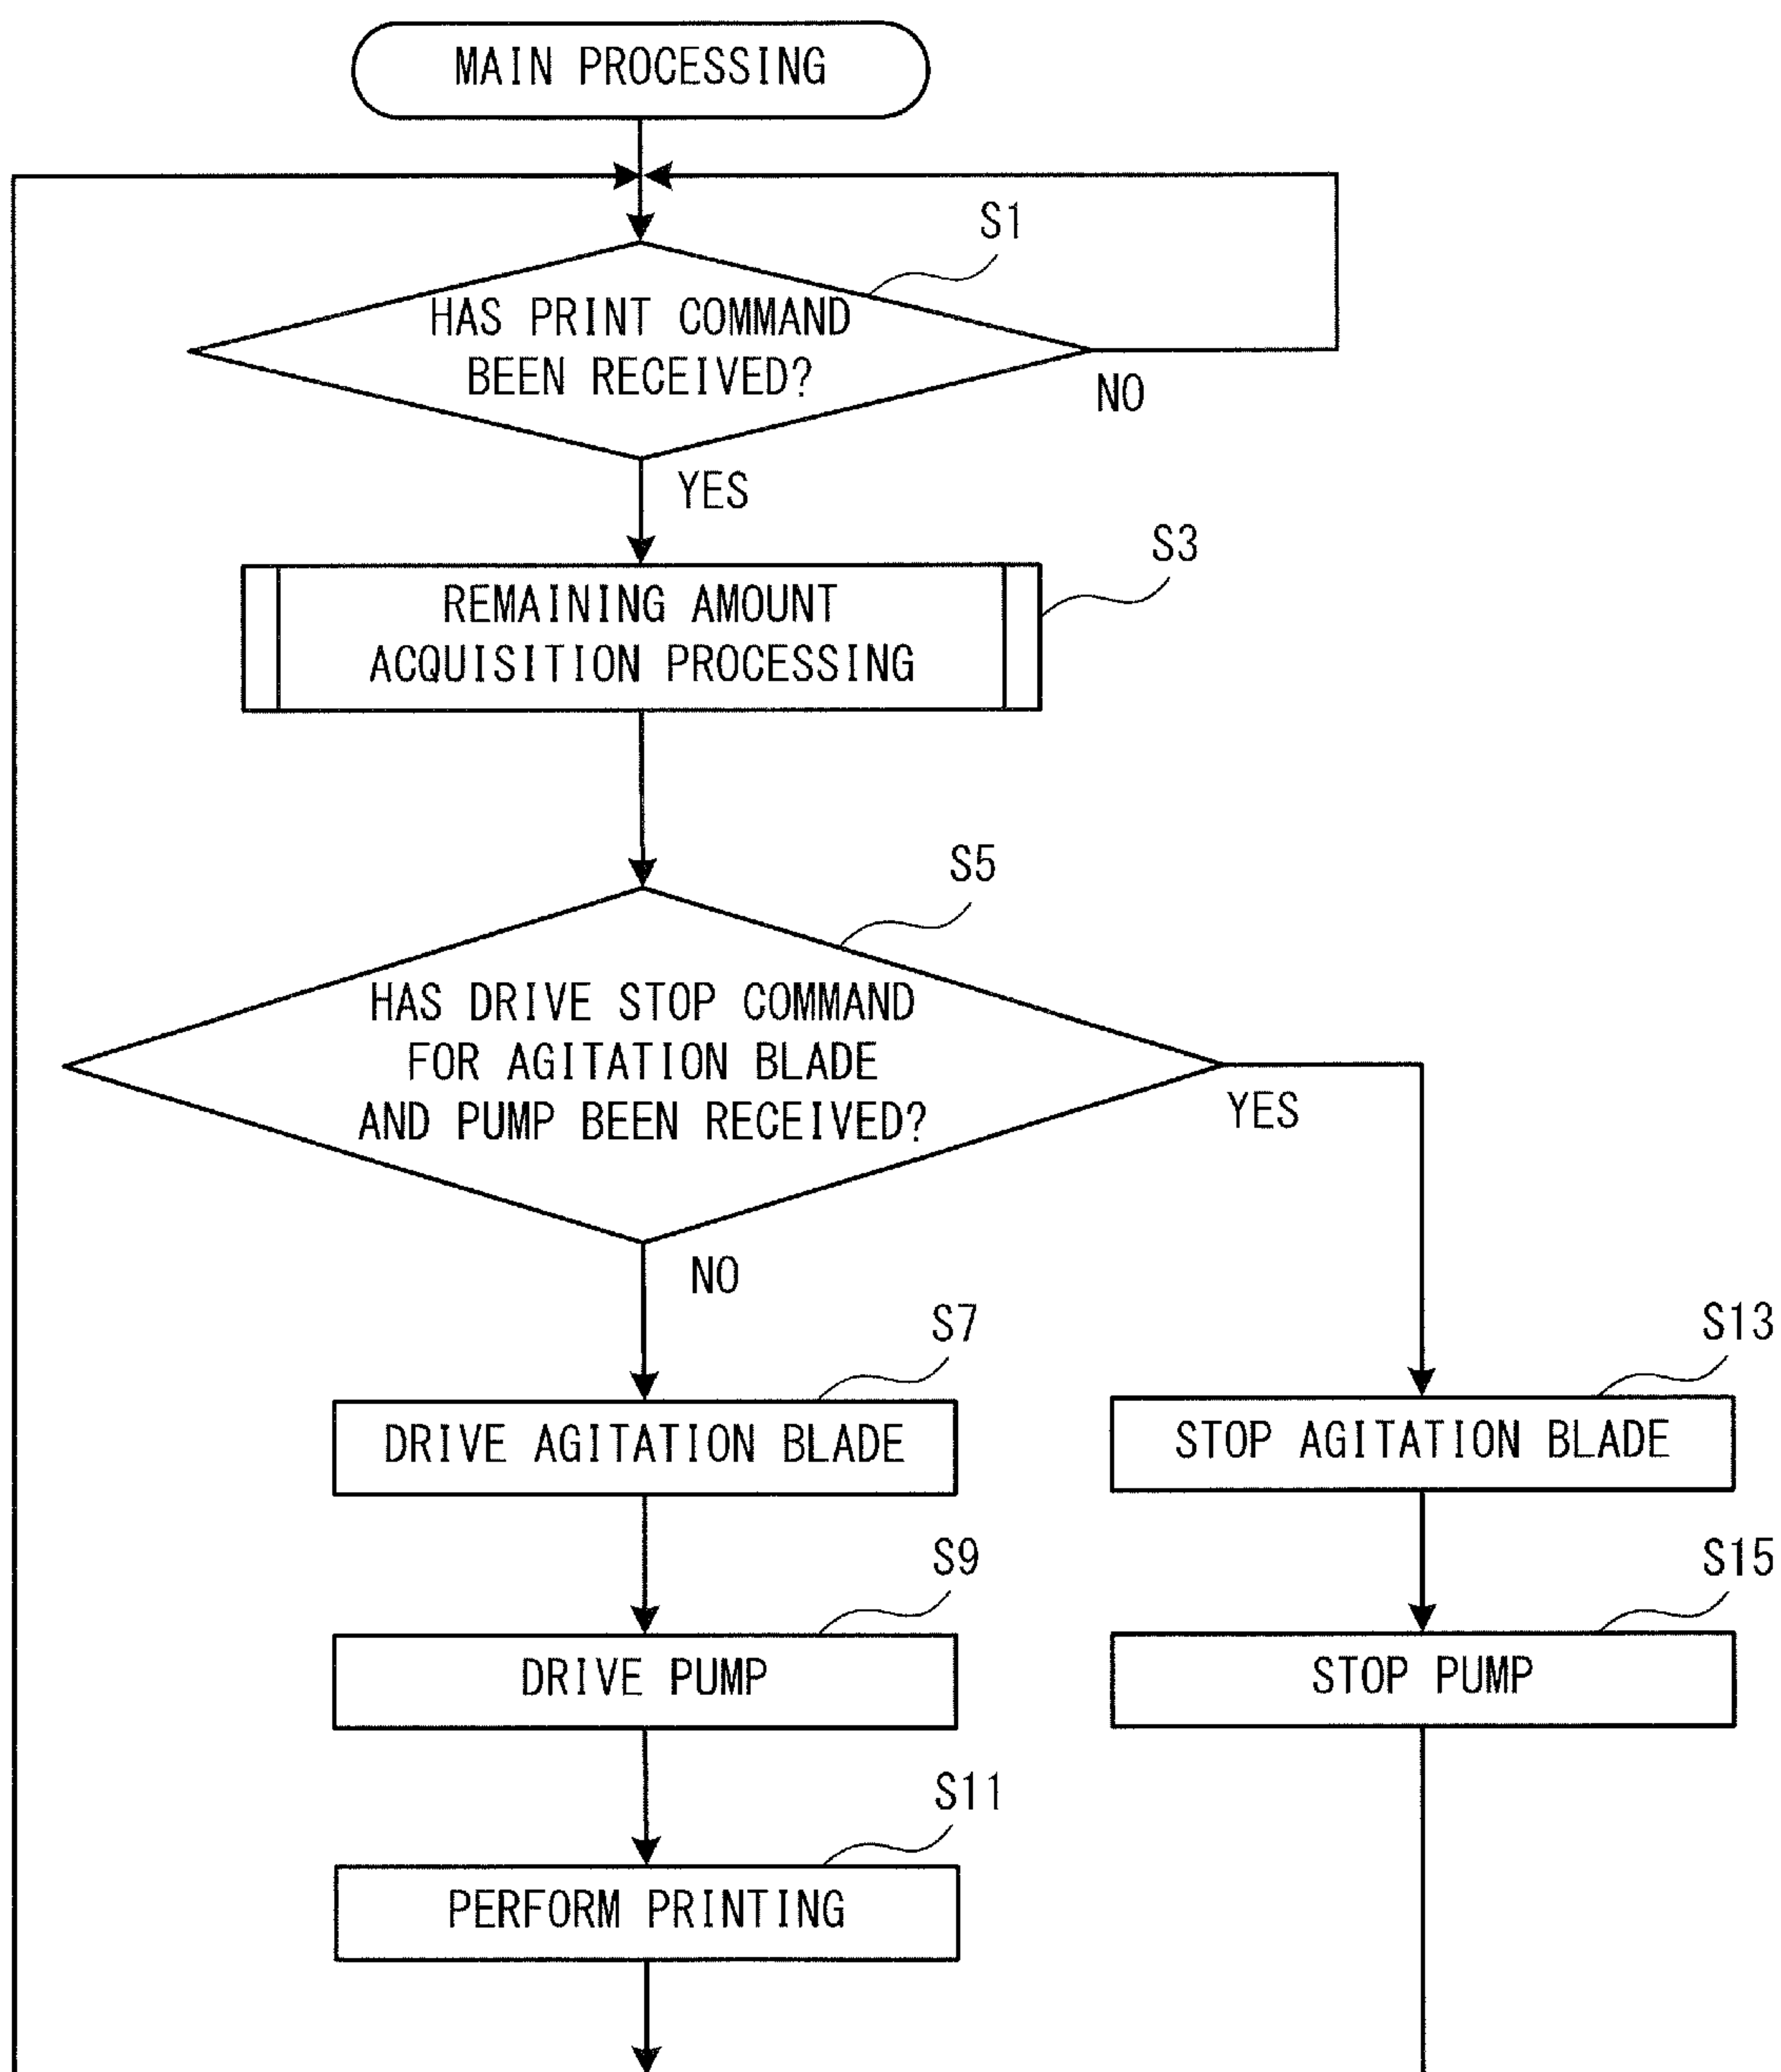 MAIN PROCESSING
S1
HAS PRINT COMMAND
BEEN RECEIVED?
NO
YES
S3
REMAINING AMOUNT
ACQUISITION PROCESSING
S5
HAS DRIVE STOP COMMAND
FOR AGITATION BLADE
AND PUMP BEEN RECEIVED?
YES
NO
S7
DRIVE AGITATION BLADE
S13
STOP AGITATION BLADE
S9
DRIVE PUMP
S15
STOP PUMP
S11
PERFORM PRINTING